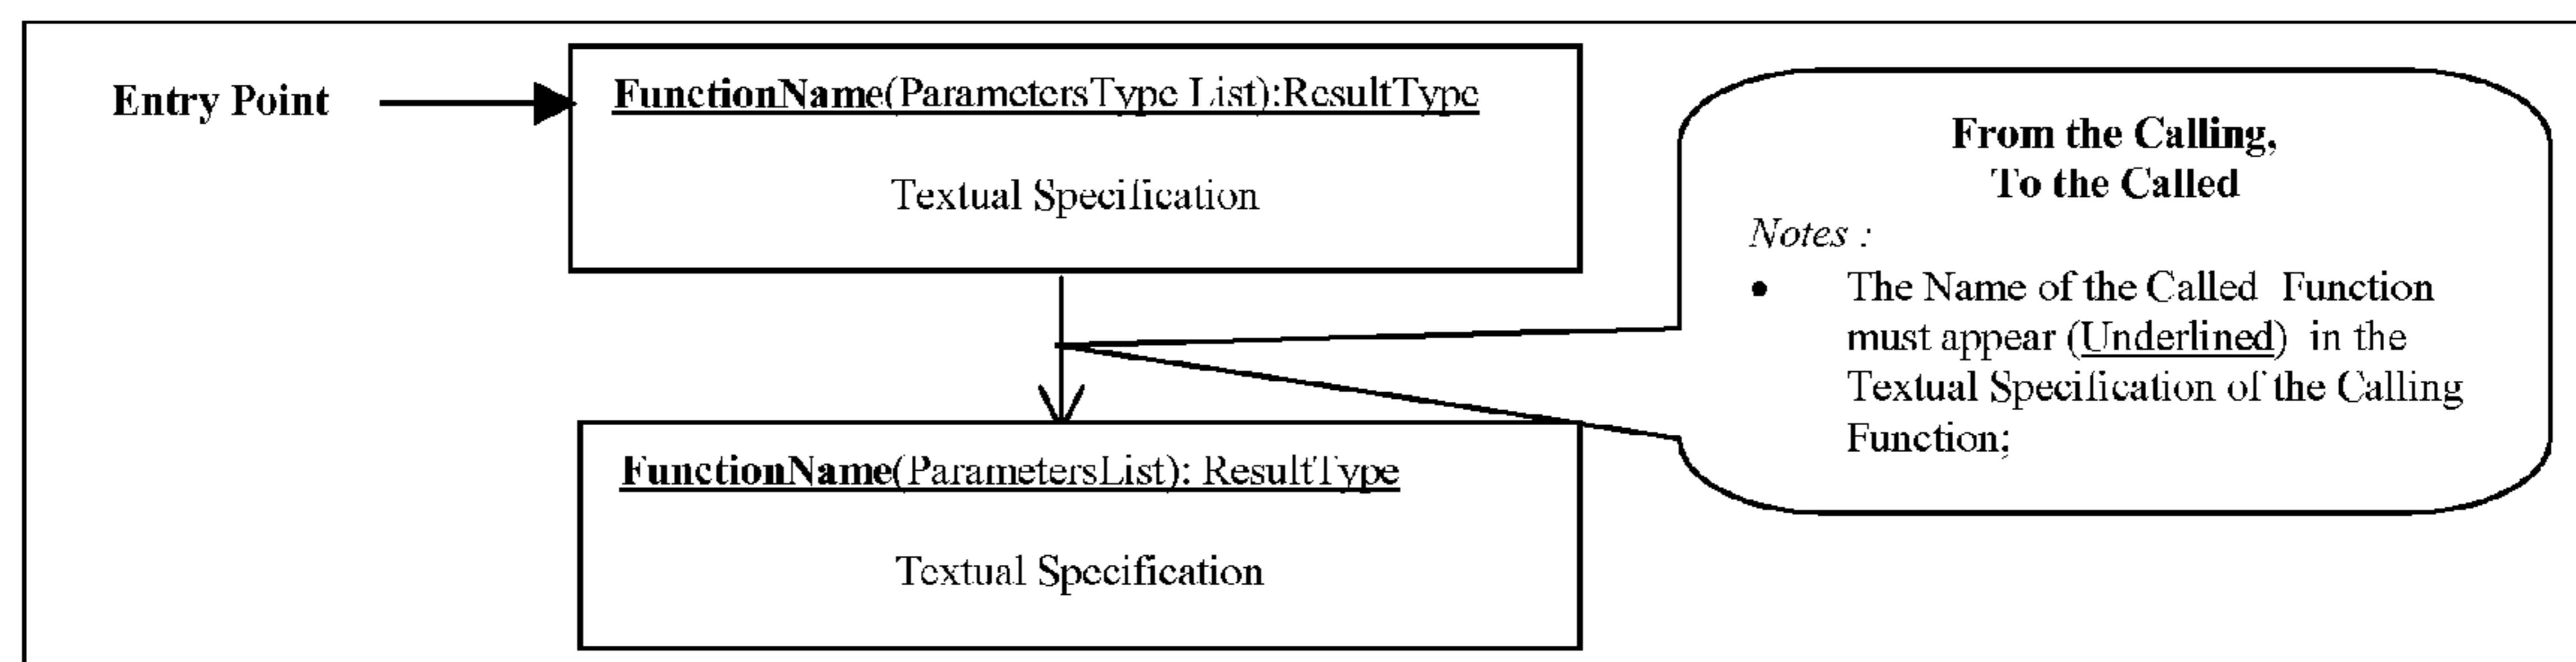 Entry Point
FunctionName(ParametersType List):ResultType
Textual Specification
From the Calling,
To the Called
Notes :
• The Name of the Called Function
must appear (Underlined) in the
Textual Specification of the Calling
Function;
FunctionName(ParametersList): ResultType
Textual Specification